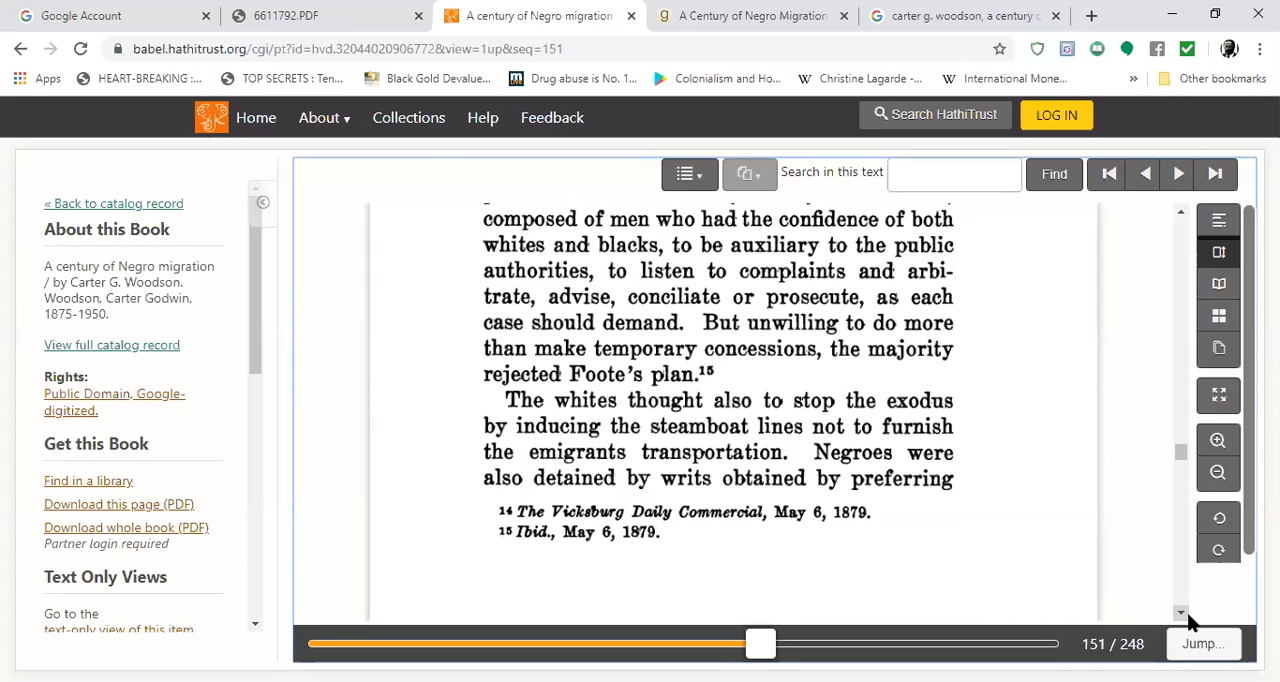 Google Account
6611792.PDF
A century of Negro migration
A Century of Negro Migration
carter g. woodson, a century c
babel.hathitrust.org/cgi/pt?id=hvd.32044020906772&view=1up&seq=151
Apps
HEART-BREAKING :...
TOP SECRETS : Ten...
Black Gold Devalue...
Drug abuse is No. 1...
Colonialism and Ho...
Christine Lagarde -...
International Mone...
»
Other bookmarks
Home
About
Collections
Help
Feedback
Search HathiTrust
LOG IN
« Back to catalog record
About this Book
A century of Negro migration
/ by Carter G. Woodson.
Woodson, Carter Godwin,
1875-1950.
View full catalog record
Rights:
Public Domain, Google-
digitized.
Get this Book
Find in a library
Download this page (PDF)
Download whole book (PDF)
Partner login required
Text Only Views
Go to the
text-only view of this item.
Search in this text
Find
composed of men who had the confidence of both
whites and blacks, to be auxiliary to the public
authorities, to listen to complaints and arbi-
trate, advise, conciliate or prosecute, as each
case should demand. But unwilling to do more
than make temporary concessions, the majority
rejected Foote's plan.15
The whites thought also to stop the exodus
by inducing the steamboat lines not to furnish
the emigrants transportation. Negroes were
also detained by writs obtained by preferring
14 The Vicksburg Daily Commercial, May 6, 1879.
15 Ibid., May 6, 1879.
151 / 248
Jump...